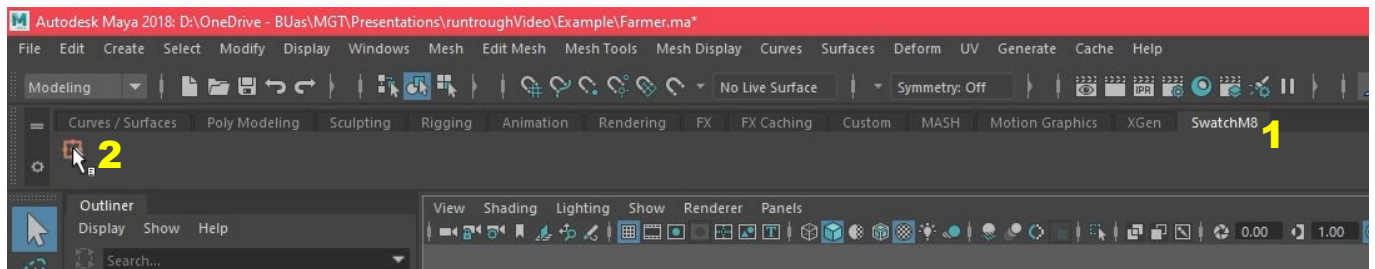 M Autodesk Maya 2018: D:\OneDrive - BUas\MGT\Presentations\runtroughVideo\Example\Farmer.ma*
File Edit Create Select Modify Display Windows Mesh Edit Mesh Mesh Tools Mesh Display Curves Surfaces Deform UV Generate Cache Help
Modeling No Live Surface Symmetry: Off IPR
Curves / Surfaces Poly Modeling Sculpting Rigging Animation Rendering FX FX Caching Custom MASH Motion Graphics XGen SwatchM8 1
2
Outliner
View Shading Lighting Show Renderer Panels
Display Show Help
0.00 1.00
Search...